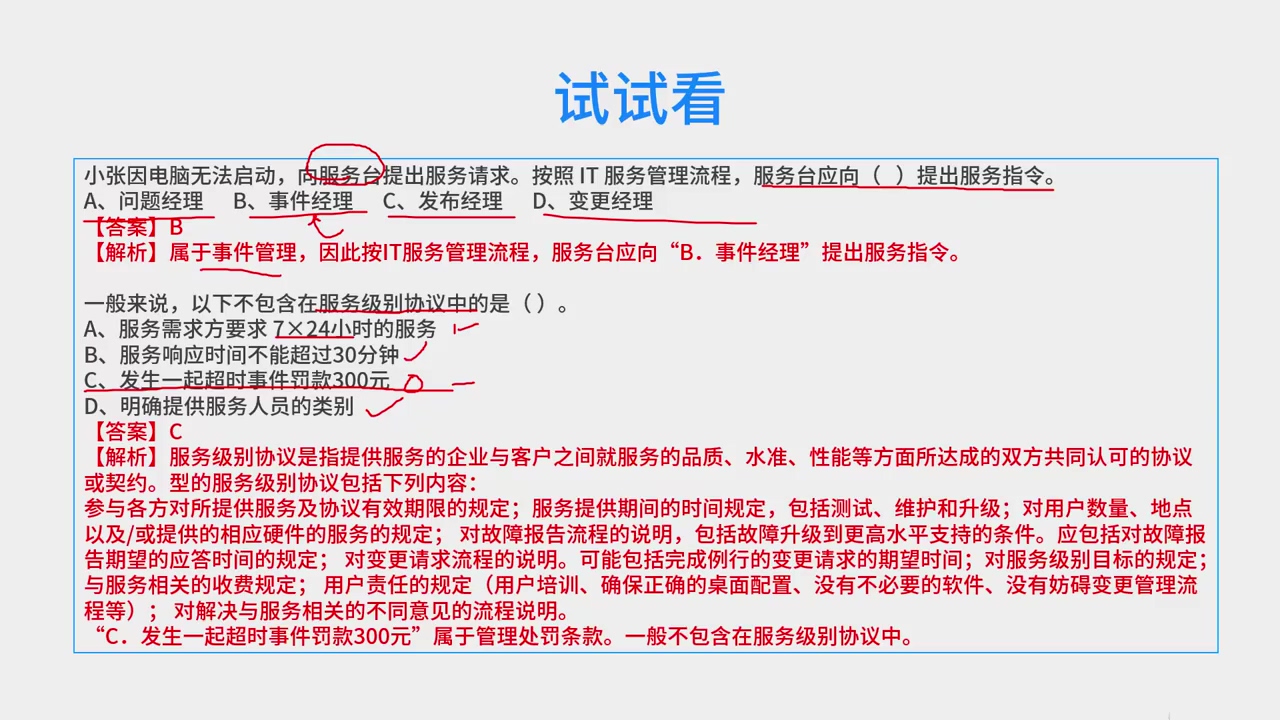 试试看
小张因电脑无法启动，向服务台提出服务请求。按照 IT 服务管理流程，服务台应向（ ）提出服务指令。
A、问题经理 B、事件经理 C、发布经理 D、变更经理
【答案】B
【解析】属于事件管理，因此按IT服务管理流程，服务台应向“B．事件经理”提出服务指令。
一般来说，以下不包含在服务级别协议中的是（ ）。
A、服务需求方要求 7×24小时的服务
B、服务响应时间不能超过30分钟
C、发生一起超时事件罚款300元
D、明确提供服务人员的类别
【答案】C
【解析】服务级别协议是指提供服务的企业与客户之间就服务的品质、水准、性能等方面所达成的双方共同认可的协议
或契约。型的服务级别协议包括下列内容：
参与各方对所提供服务及协议有效期限的规定；服务提供期间的时间规定，包括测试、维护和升级；对用户数量、地点
以及/或提供的相应硬件的服务的规定； 对故障报告流程的说明，包括故障升级到更高水平支持的条件。应包括对故障报
告期望的应答时间的规定； 对变更请求流程的说明。可能包括完成例行的变更请求的期望时间；对服务级别目标的规定；
与服务相关的收费规定； 用户责任的规定（用户培训、确保正确的桌面配置、没有不必要的软件、没有妨碍变更管理流
程等）； 对解决与服务相关的不同意见的流程说明。
“C．发生一起超时事件罚款300元”属于管理处罚条款。一般不包含在服务级别协议中。